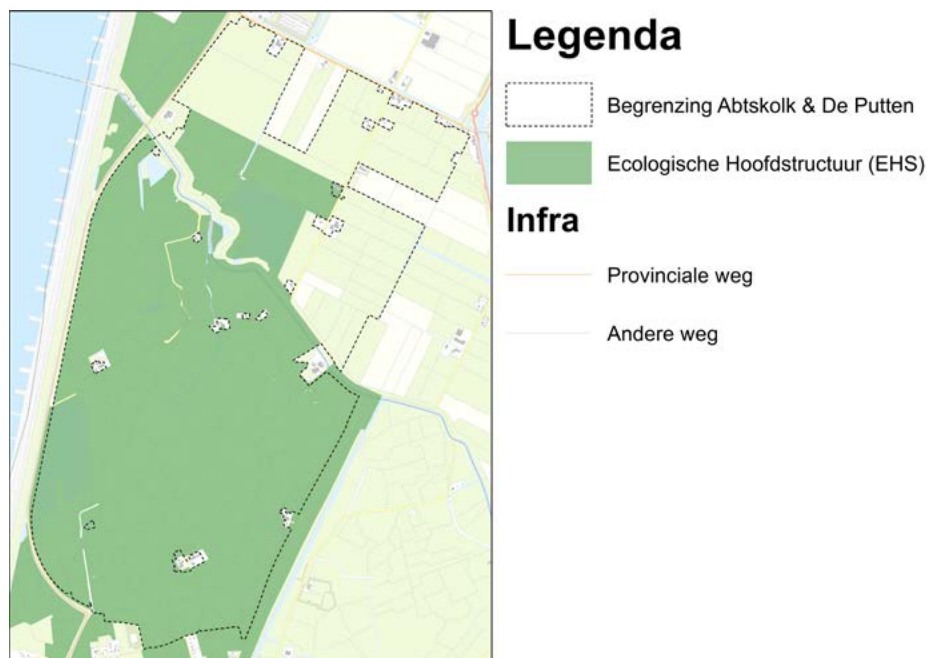 Legenda
Begrenzing Abtskolk & De Putten
Ecologische Hoofdstructuur (EHS)
Infra
Provinciale weg
Andere weg